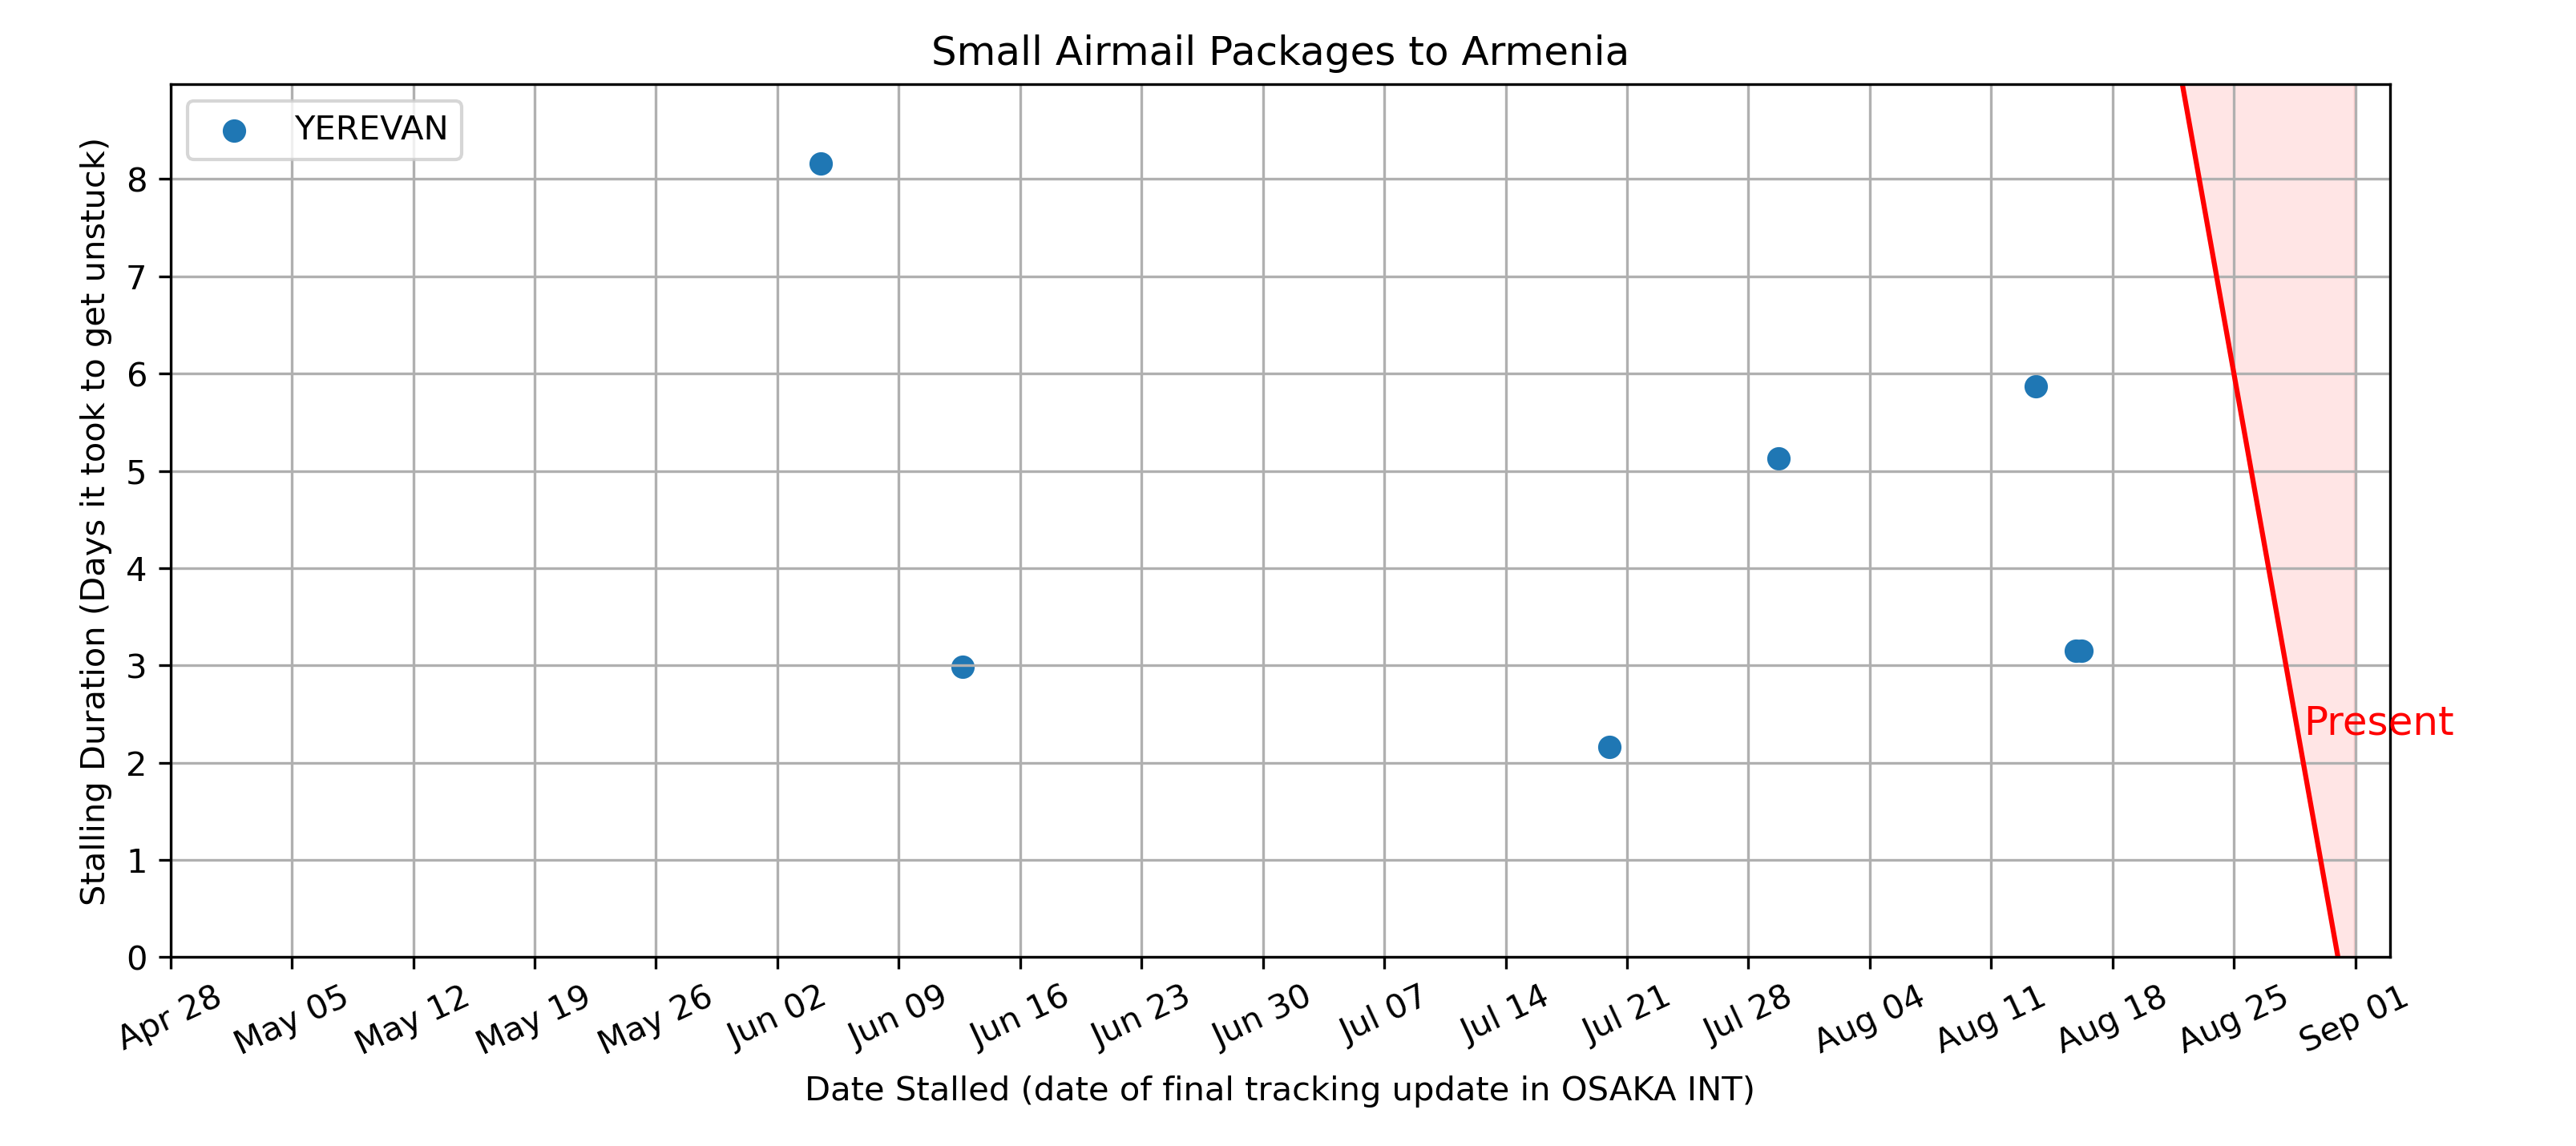 Small Airmail Packages to Armenia
YEREVAN
Stalling Duration (Days it took to get unstuck)
8
7
6
5
4
3
2
1
0
Present
Apr 28
May 05
May 12
May 19
May 26
Jun 02
Jun 09
Jun 16
Jun 23
Jun 30
Jul 07
Jul 14
Jul 21
Jul 28
Aug 04
Aug 11
Aug 18
Aug 25
Sep 01
Date Stalled (date of final tracking update in OSAKA INT)